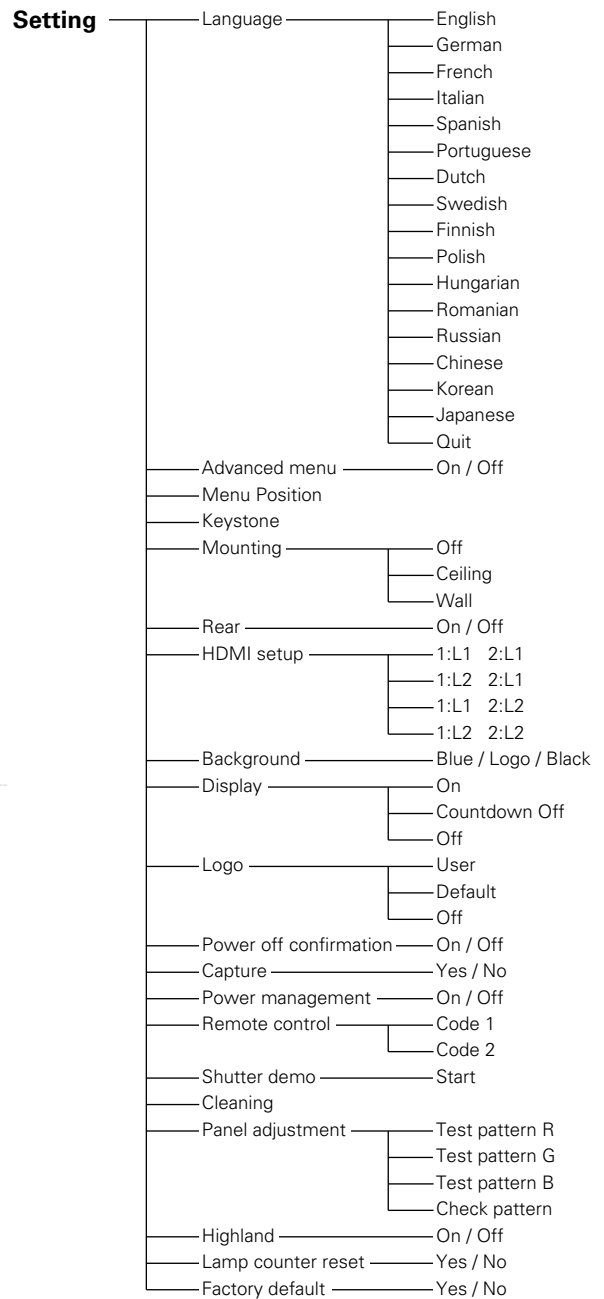 Setting Language English
German
French
Italian
Spanish
Portuguese
Dutch
Swedish
Finnish
Polish
Hungarian
Romanian
Russian
Chinese
Korean
Japanese
Quit
Advanced menu On / Off
Menu Position
Keystone
Mounting Off
Ceiling
Wall
Rear On / Off
HDMI setup 1:L1 2:L1
1:L2 2:L1
1:L1 2:L2
1:L2 2:L2
Background Blue / Logo / Black
Display On
Countdown Off
Off
Logo User
Default
Off
Power off confirmation On / Off
Capture Yes / No
Power management On / Off
Remote control Code 1
Code 2
Shutter demo Start
Cleaning
Panel adjustment Test pattern R
Test pattern G
Test pattern B
Check pattern
Highland On / Off
Lamp counter reset Yes / No
Factory default Yes / No